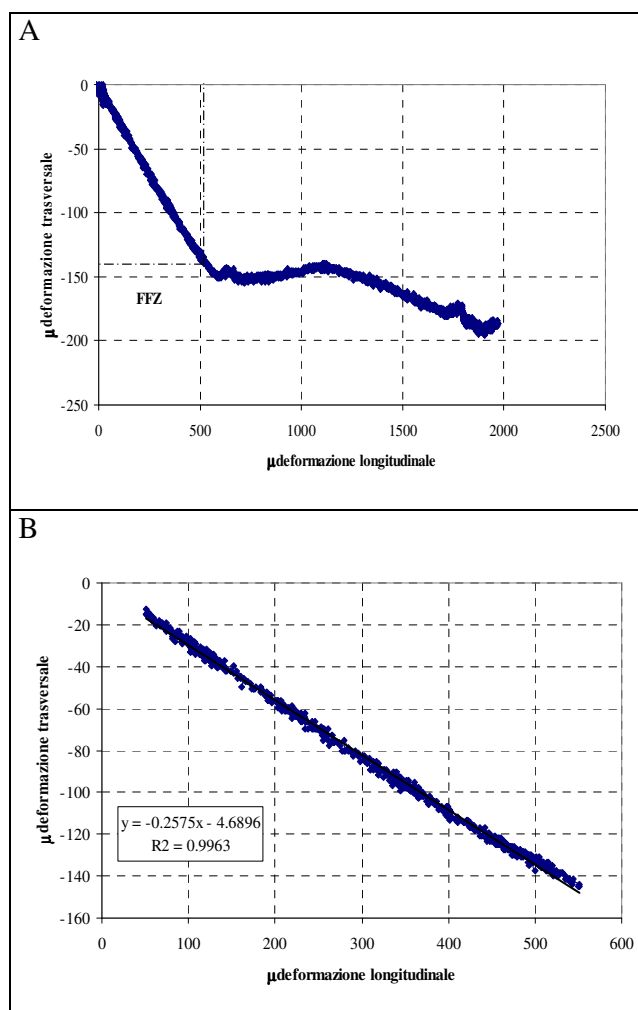 A
0
-50
-100
-150
-200
-250
0 500 1000 1500 2000 2500
μdeformazione longitudinale
μdeformazione trasversale
FFZ
B
0
-20
-40
-60
-80
-100
-120
-140
-160
0 100 200 300 400 500 600
μdeformazione longitudinale
μdeformazione trasversale
y = -0.2575x - 4.6896
R2 = 0.9963